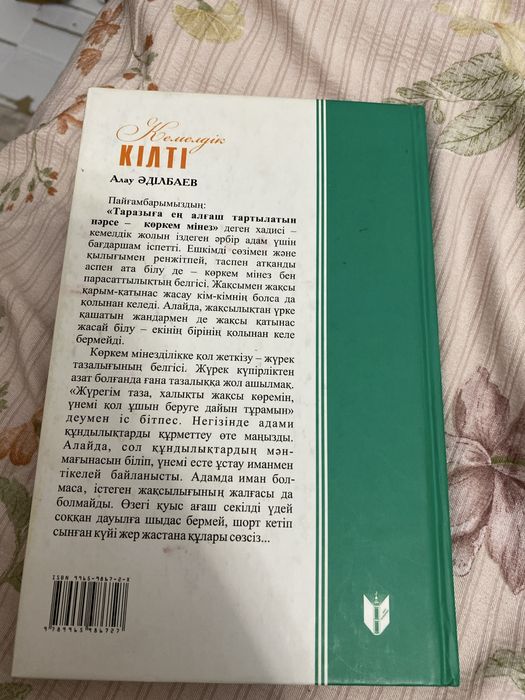 Кемелдік
КІЛТІ
Алау ӘДІЛБАЕВ
Пайғамбарымыздың:
«Таразыға ең алғаш тартылатын
нәрсе – көркем мінез» деген хадисі –
кемелдік жолын іздеген әрбір адам үшін
бағдаршам іспетті. Ешкімді сөзімен және
қылығымен ренжітпей, таспен атқанды
аспен ата білу де – көркем мінез бен
парасаттылықтың белгісі. Жақсымен жақсы
қарым-қатынас жасау кім-кімнің болса да
қолынан келеді. Алайда, жақсылықтан үрке
қашатын жандармен де жақсы қатынас
жасай білу – екінің бірінің қолынан келе
бермейді.
Көркем мінезділікке қол жеткізу – жүрек
тазалығының белгісі. Жүрек күпірліктен
азат болғанда ғана тазалыққа жол ашылмақ.
«Жүрегім таза, халықты жақсы көремін,
үнемі қол ұшын беруге дайын тұрамын»
деумен іс бітпес. Негізінде адами
құндылықтарды құрметтеу өте маңызды.
Алайда, сол құндылықтардың мән-
мағынасын біліп, үнемі есте ұстау иманмен
тікелей байланысты. Адамда иман бол-
маса, істеген жақсылығының жалғасы да
болмайды. Өзегі қуыс ағаш секілді үдей
соққан дауылға шыдас бермей, шорт кетіп
сынған күйі жер жастана құлары сөзсіз...
ISBN 9965-9867-2-X
9 789965 986727